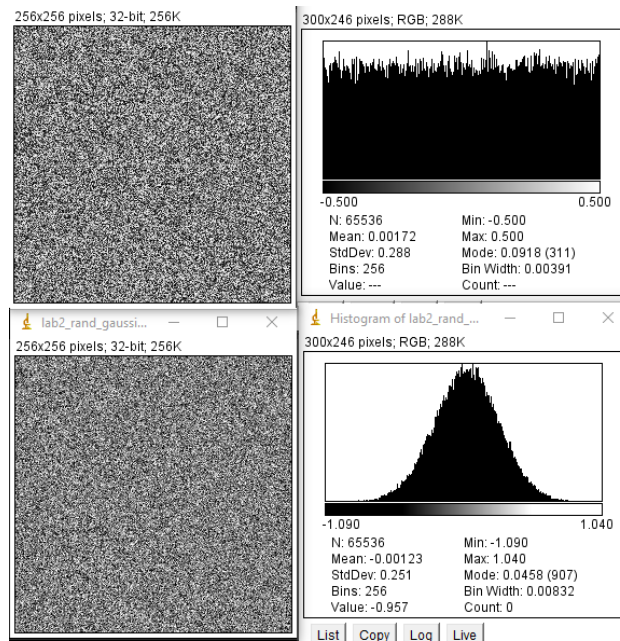 256x256 pixels; 32-bit; 256K
300x246 pixels; RGB; 288K
-0.500 0.500
N: 65536 Min: -0.500
Mean: 0.00172 Max: 0.500
StdDev: 0.288 Mode: 0.0918 (311)
Bins: 256 Bin Width: 0.00391
Value: --- Count: ---
lab2_rand_gaussi...
256x256 pixels; 32-bit; 256K
Histogram of lab2_rand_...
300x246 pixels; RGB; 288K
-1.090 1.040
N: 65536 Min: -1.090
Mean: -0.00123 Max: 1.040
StdDev: 0.251 Mode: 0.0458 (907)
Bins: 256 Bin Width: 0.00832
Value: -0.957 Count: 0
List Copy Log Live